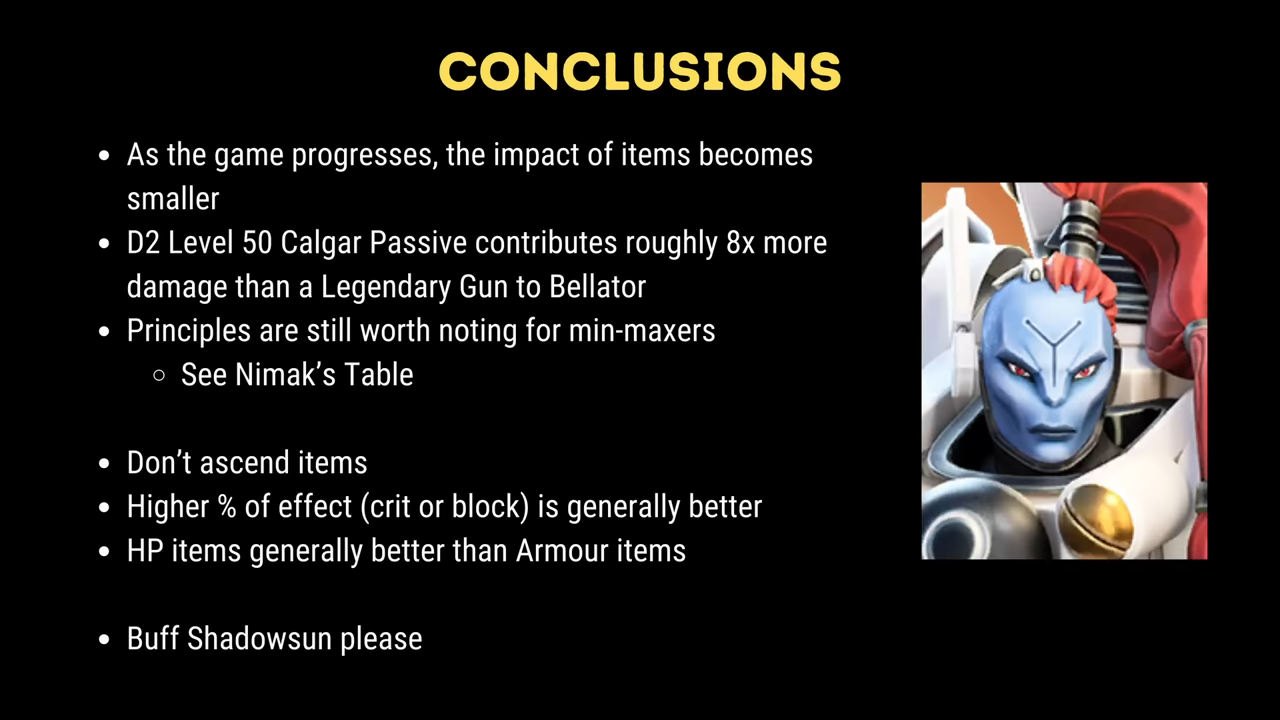 CONCLUSIONS
• As the game progresses, the impact of items becomes
smaller
• D2 Level 50 Calgar Passive contributes roughly 8x more
damage than a Legendary Gun to Bellator
• Principles are still worth noting for min-maxers
○ See Nimak’s Table
• Don’t ascend items
• Higher % of effect (crit or block) is generally better
• HP items generally better than Armour items
• Buff Shadowsun please